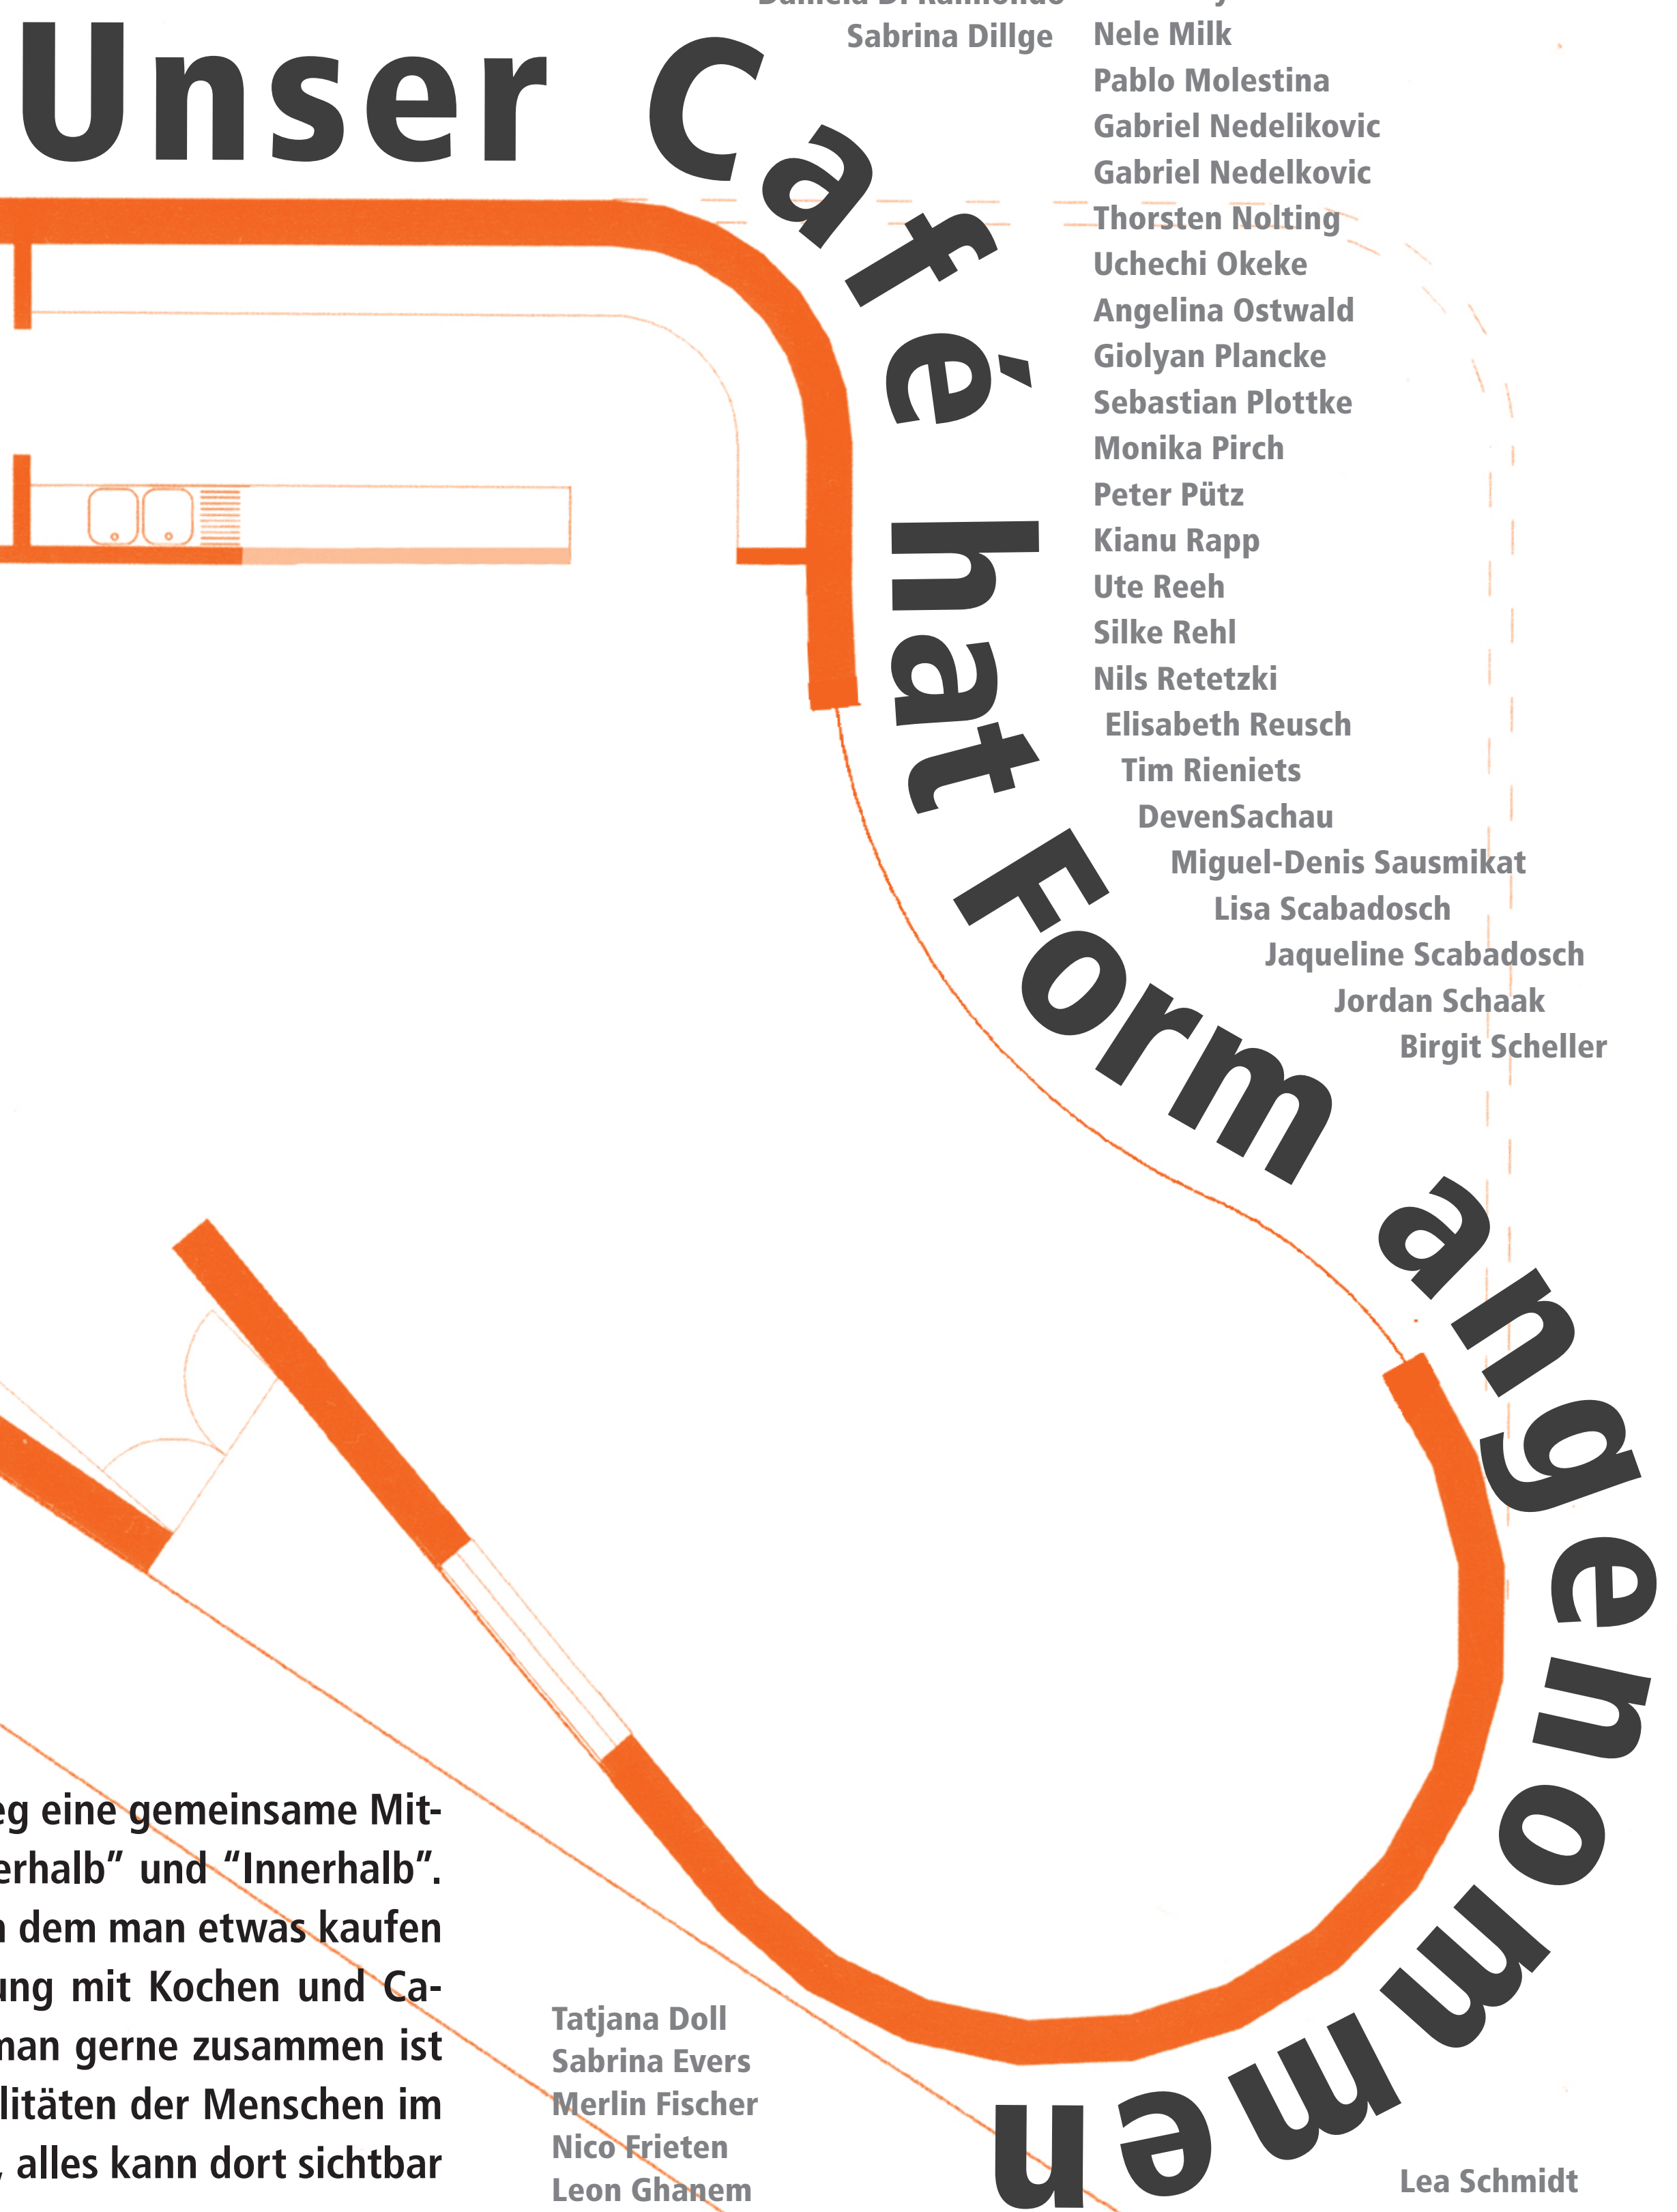 Unser Café hat Form angenommen
Sabrina Dillge
Nele Milk
Pablo Molestina
Gabriel Nedelikovic
Gabriel Nedelkovic
Thorsten Nolting
Uchechi Okeke
Angelina Ostwald
Giolyan Plancke
Sebastian Plottke
Monika Pirch
Peter Pütz
Kianu Rapp
Ute Reeh
Silke Rehl
Nils Retetzki
Elisabeth Reusch
Tim Rieniets
DevenSachau
Miguel-Denis Sausmikat
Lisa Scabadosch
Jaqueline Scabadosch
Jordan Schaak
Birgit Scheller
eg eine gemeinsame Mit-
erhalb” und “Innerhalb”.
dem man etwas kaufen
ung mit Kochen und Ca-
man gerne zusammen ist
litäten der Menschen im
, alles kann dort sichtbar
Tatjana Doll
Sabrina Evers
Merlin Fischer
Nico Frieten
Leon Ghanem
Lea Schmidt